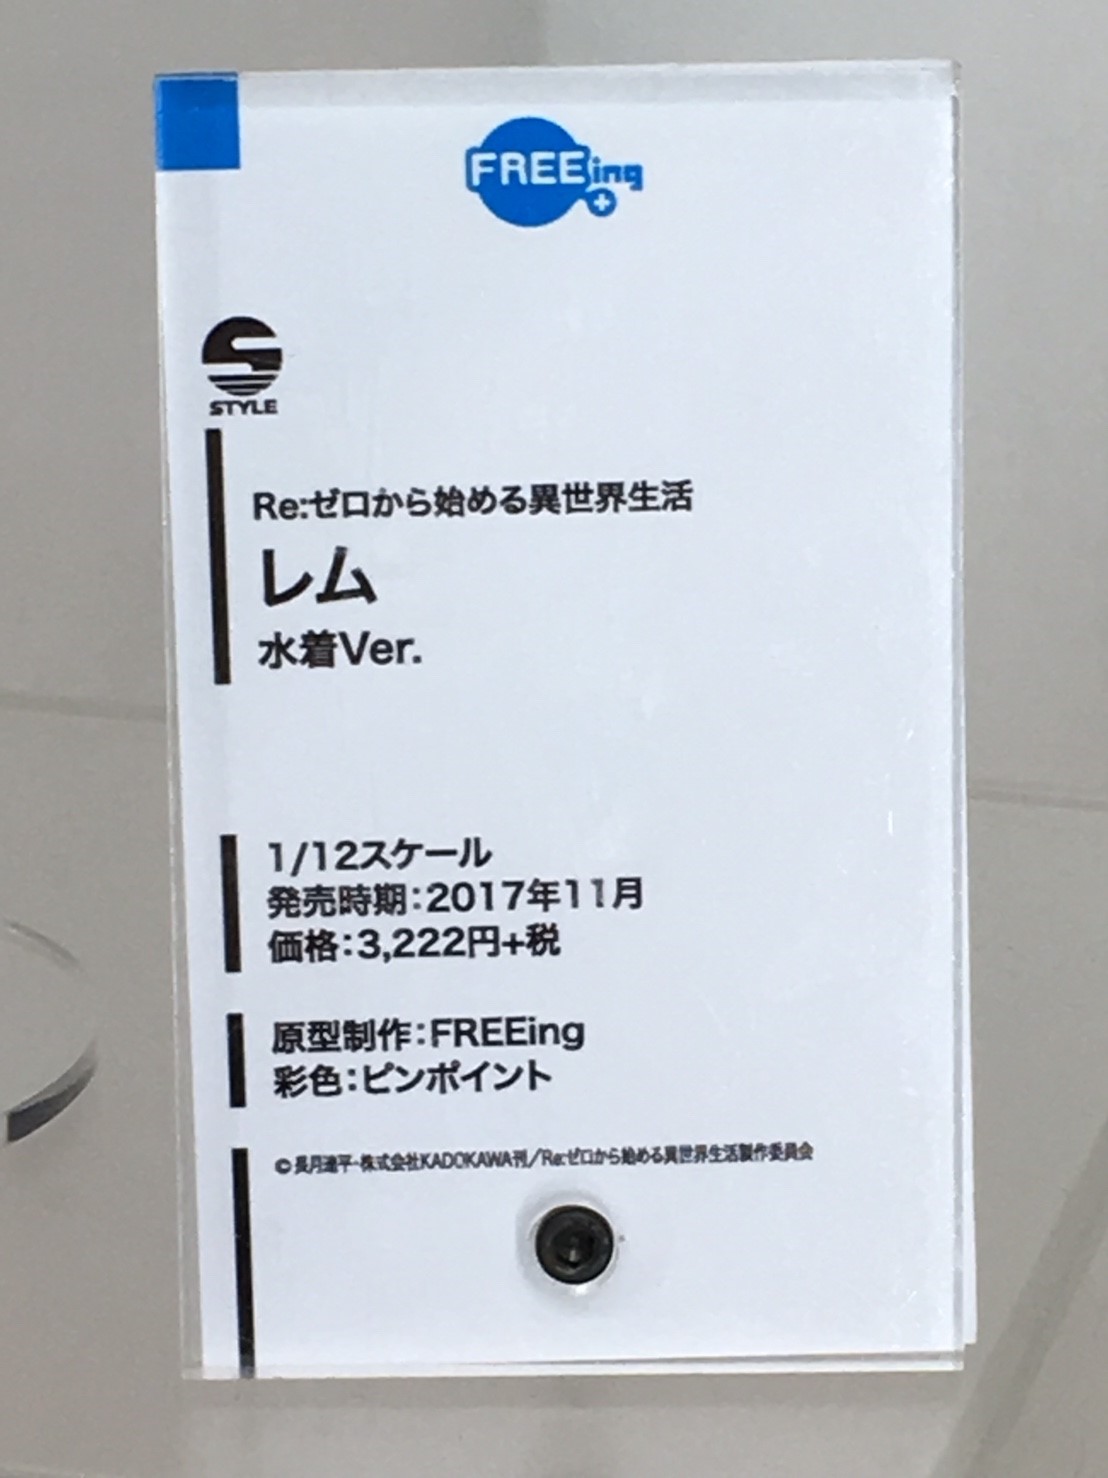 FREEing
S
STYLE
Re:ゼロから始める異世界生活
レム
水着Ver.
1/12スケール
発売時期：2017年11月
価格：3,222円+税
原型制作：FREEing
彩色：ピンポイント
©長月達平・株式会社KADOKAWA刊／Re:ゼロから始める異世界生活製作委員会